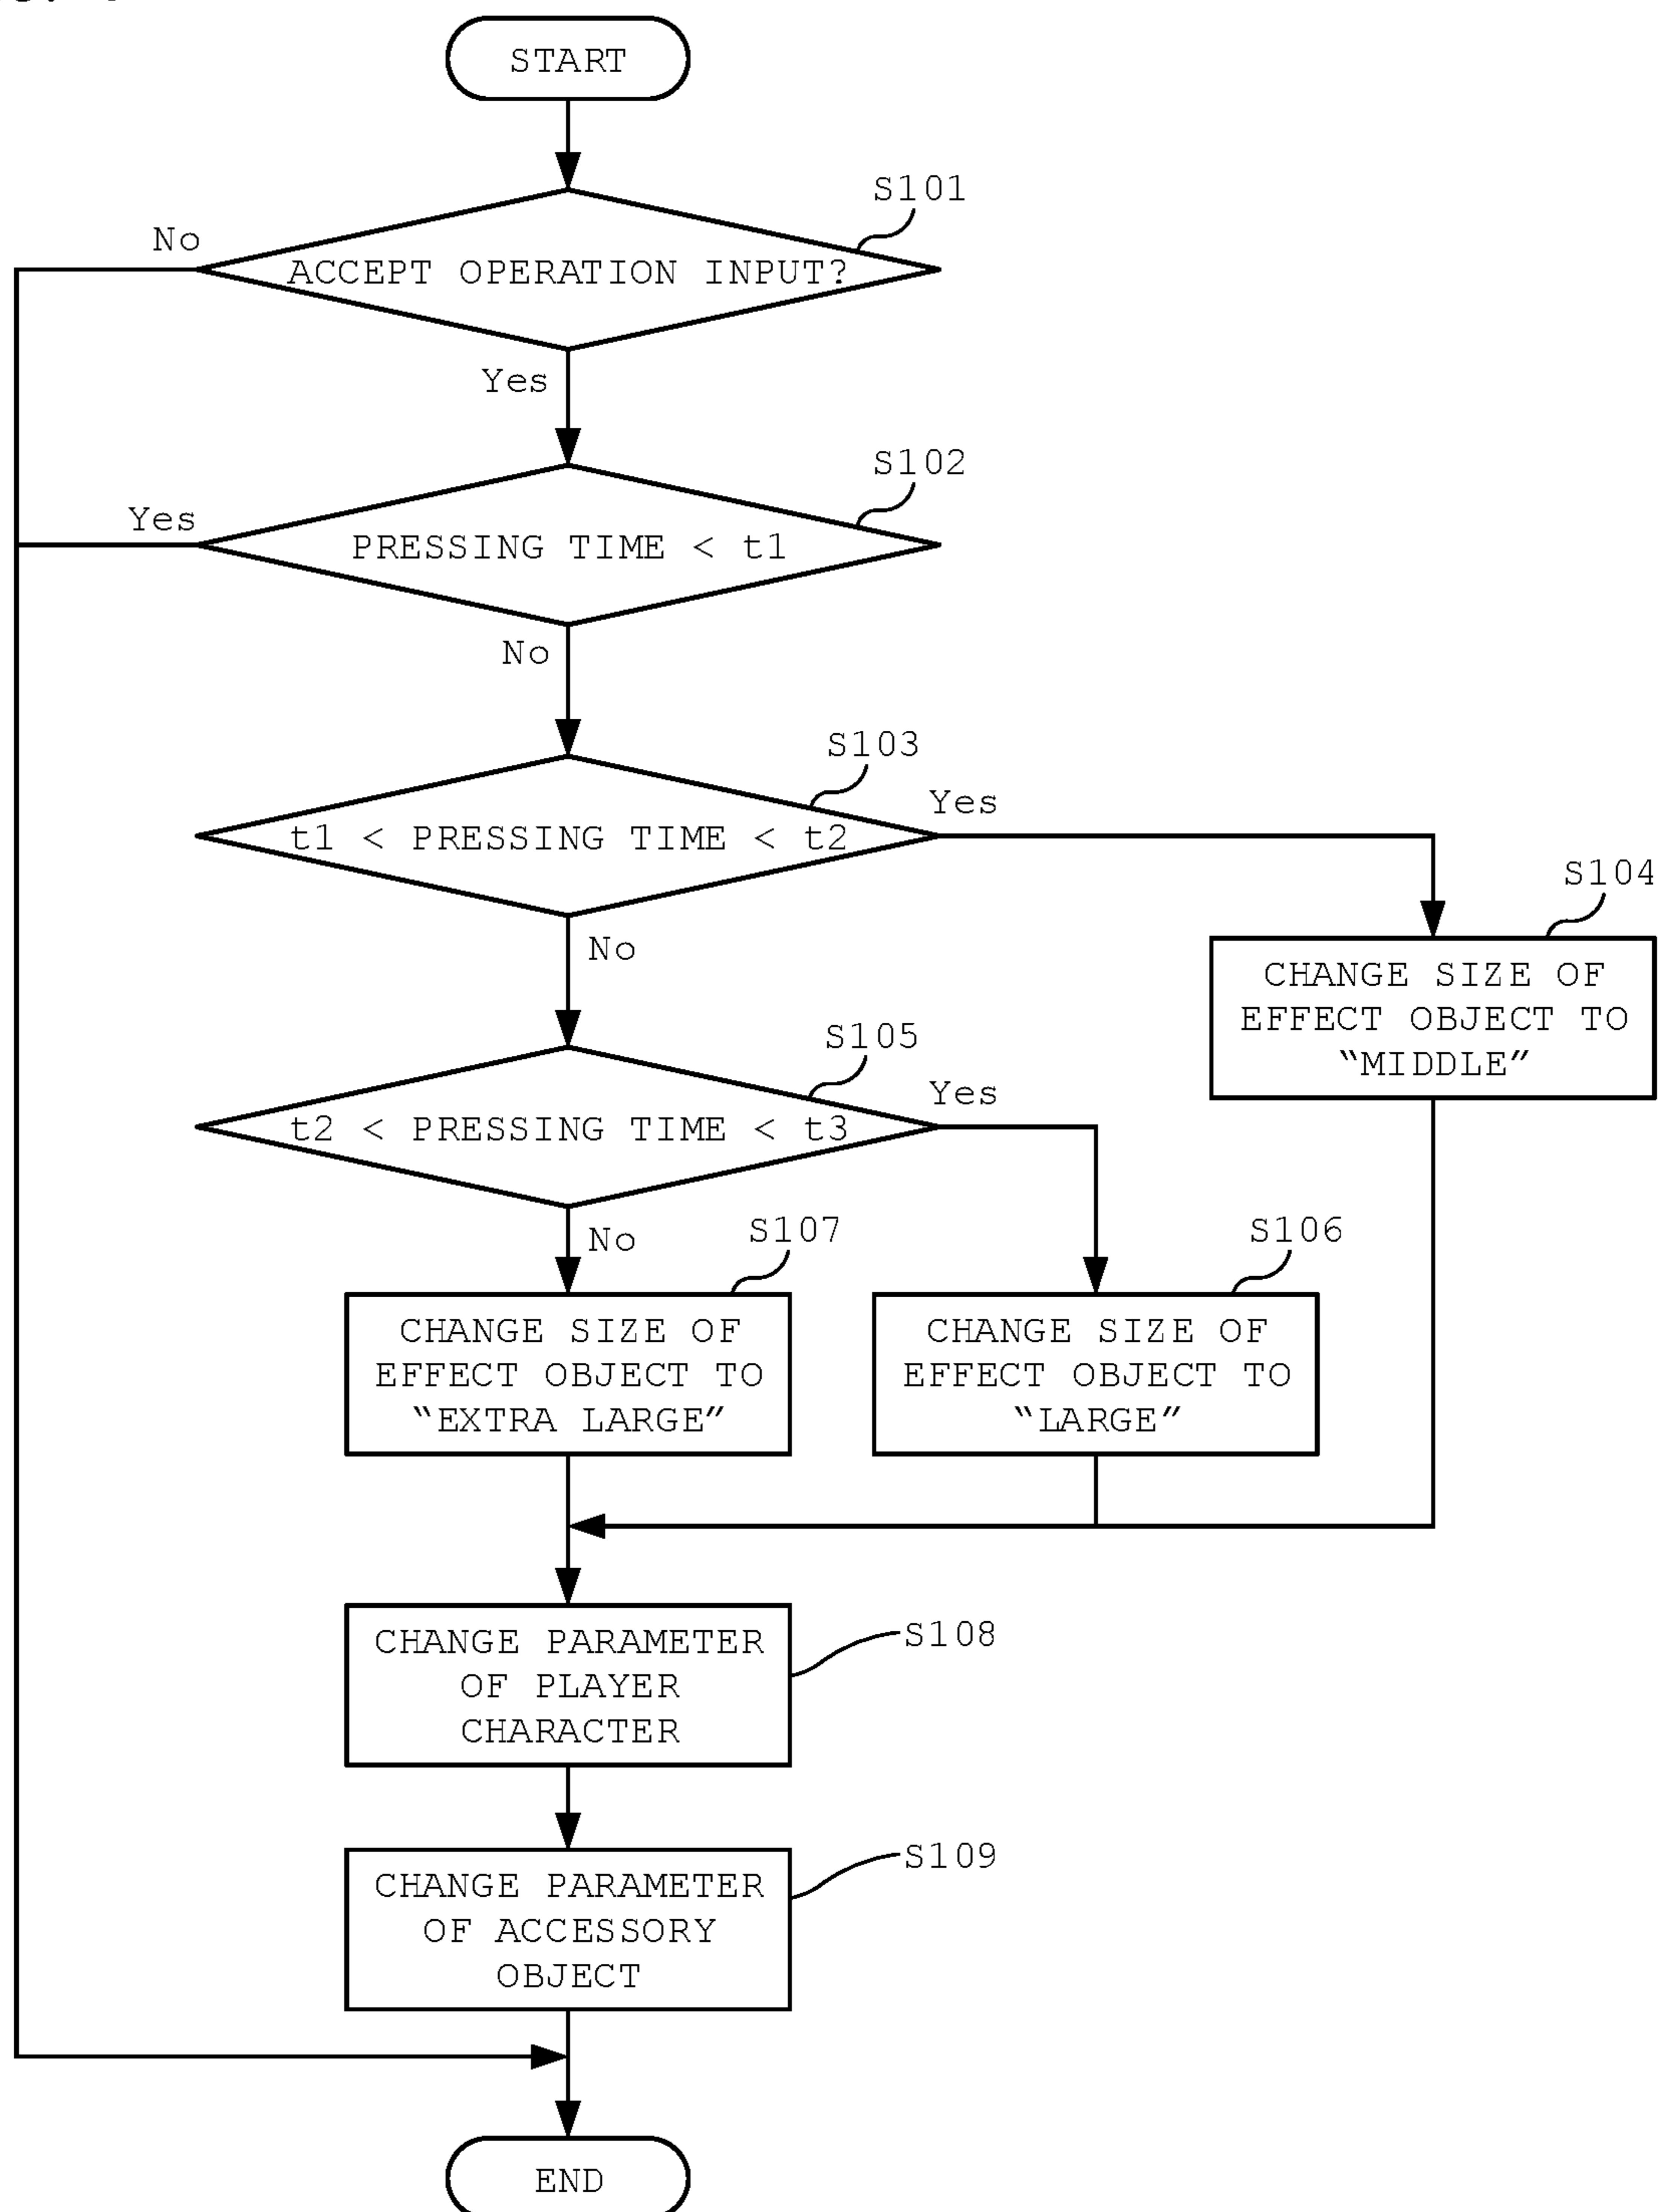 START
S101
No
ACCEPT OPERATION INPUT?
Yes
S102
Yes
PRESSING TIME < t1
No
S103
Yes
t1 < PRESSING TIME < t2
S104
No
CHANGE SIZE OF
EFFECT OBJECT TO
“MIDDLE”
S105
Yes
t2 < PRESSING TIME < t3
No
S107
S106
CHANGE SIZE OF
EFFECT OBJECT TO
“EXTRA LARGE”
CHANGE SIZE OF
EFFECT OBJECT TO
“LARGE”
S108
CHANGE PARAMETER
OF PLAYER
CHARACTER
S109
CHANGE PARAMETER
OF ACCESSORY
OBJECT
END